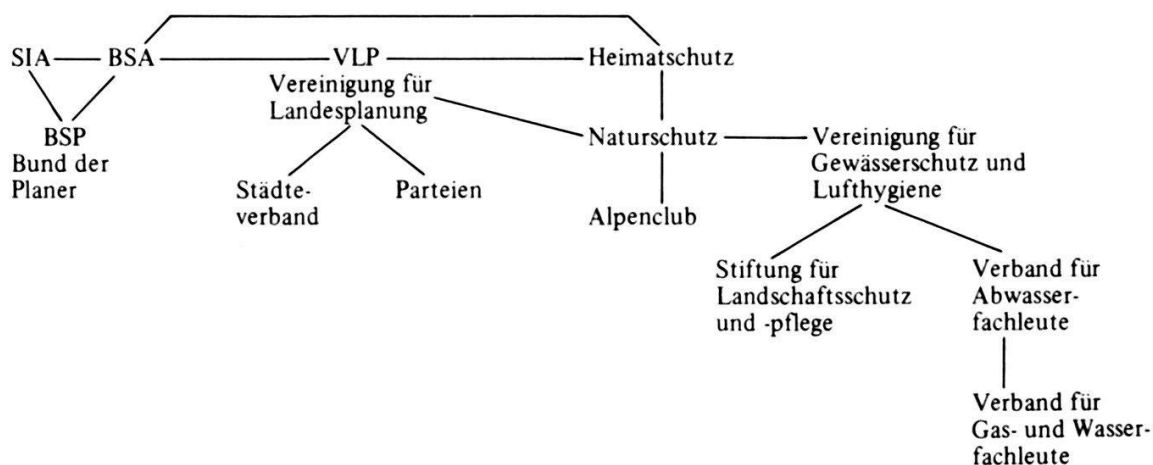 SIA
BSA
VLP
Heimatschutz
Vereinigung für
Landesplanung
BSP
Bund der
Planer
Naturschutz
Vereinigung für
Gewässerschutz und
Lufthygiene
Städte-
verband
Parteien
Alpenclub
Stiftung für
Landschaftsschutz
und -pflege
Verband für
Abwasser-
fachleute
Verband für
Gas- und Wasser-
fachleute